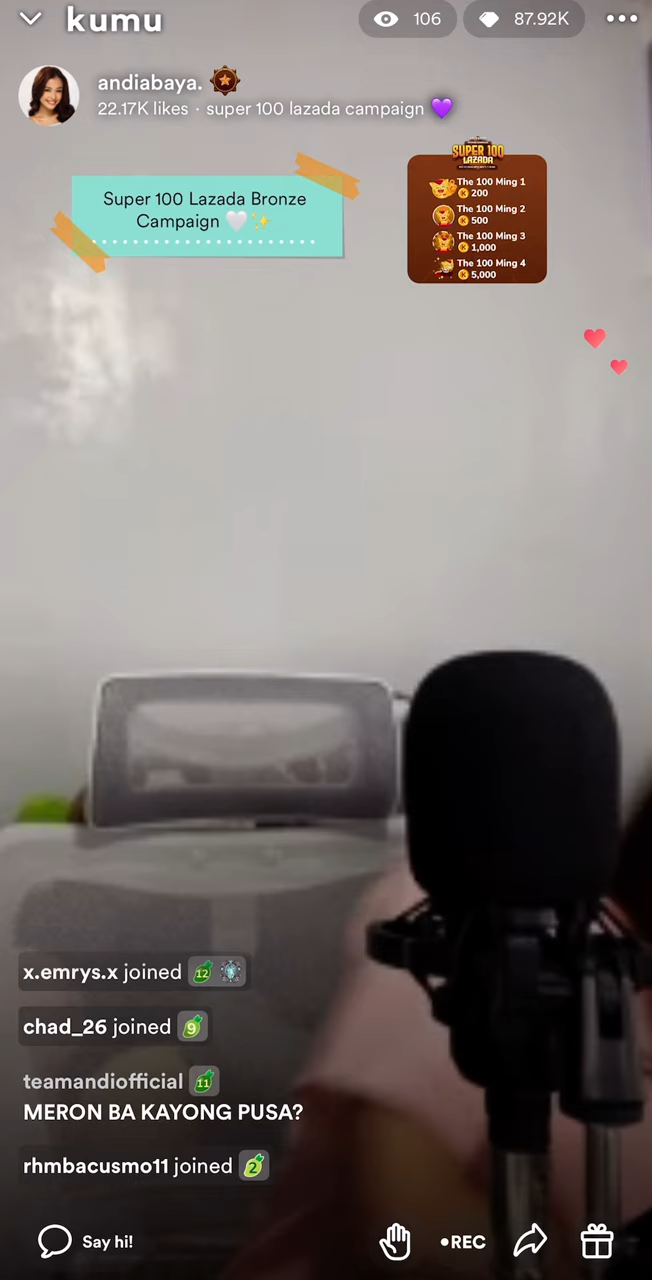 kumu
106
87.92K
andiabaya.
22.17K likes · super 100 lazada campaign 💜
Super 100 Lazada Bronze
Campaign 🤍✨
SUPER 100
LAZADA
The 100 Ming 1
200
The 100 Ming 2
500
The 100 Ming 3
1,000
The 100 Ming 4
5,000
x.emrys.x joined 12
chad_26 joined 9
teamandiofficial 11
MERON BA KAYONG PUSA?
rhmbacusmo11 joined 2
Say hi!
•REC